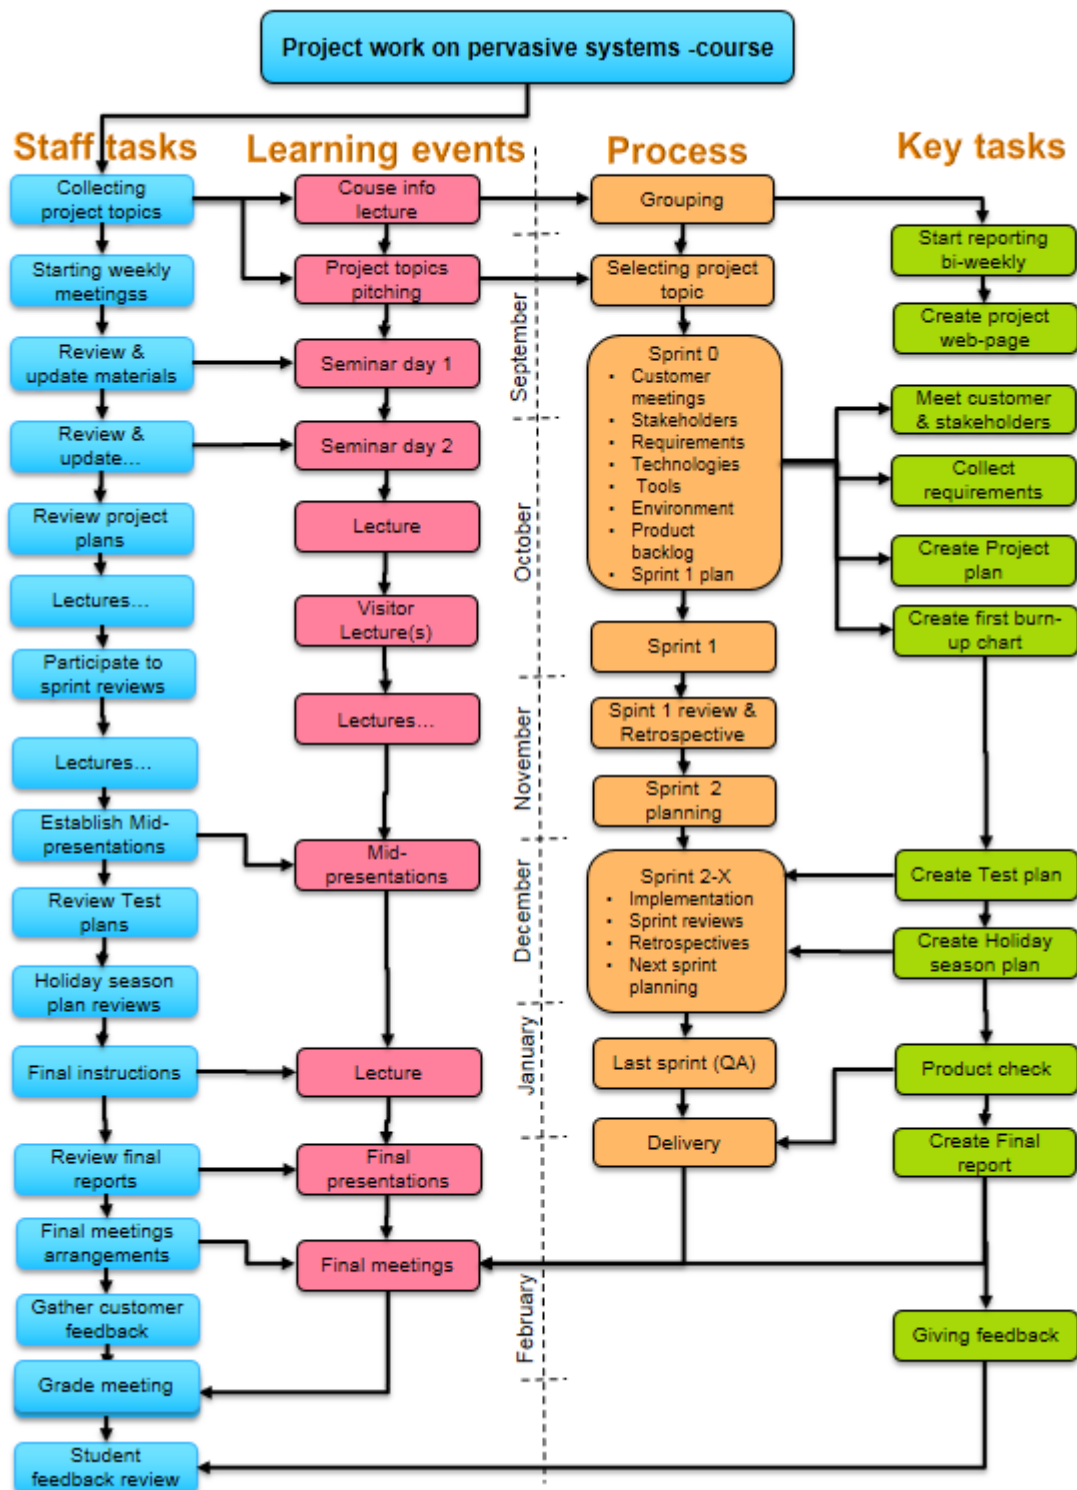 Project work on pervasive systems -course
Staff tasks
Learning events
Process
Key tasks
Collecting
project topics
Starting weekly
meetingss
Review &
update materials
Review &
update...
Review project
plans
Lectures...
Participate to
sprint reviews
Lectures...
Establish Mid-
presentations
Review Test
plans
Holiday season
plan reviews
Final instructions
Review final
reports
Final meetings
arrangements
Gather customer
feedback
Grade meeting
Student
feedback review
Couse info
lecture
Project topics
pitching
Seminar day 1
Seminar day 2
Lecture
Visitor
Lecture(s)
Lectures...
Mid-
presentations
Lecture
Final
presentations
Final meetings
September
October
November
December
January
February
Grouping
Selecting project
topic
Sprint 0
• Customer
meetings
• Stakeholders
• Requirements
• Technologies
• Tools
• Environment
• Product
backlog
• Sprint 1 plan
Sprint 1
Spint 1 review &
Retrospective
Sprint 2
planning
Sprint 2-X
• Implementation
• Sprint reviews
• Retrospectives
• Next sprint
planning
Last sprint (QA)
Delivery
Start reporting
bi-weekly
Create project
web-page
Meet customer
& stakeholders
Collect
requirements
Create Project
plan
Create first burn-
up chart
Create Test plan
Create Holiday
season plan
Product check
Create Final
report
Giving feedback